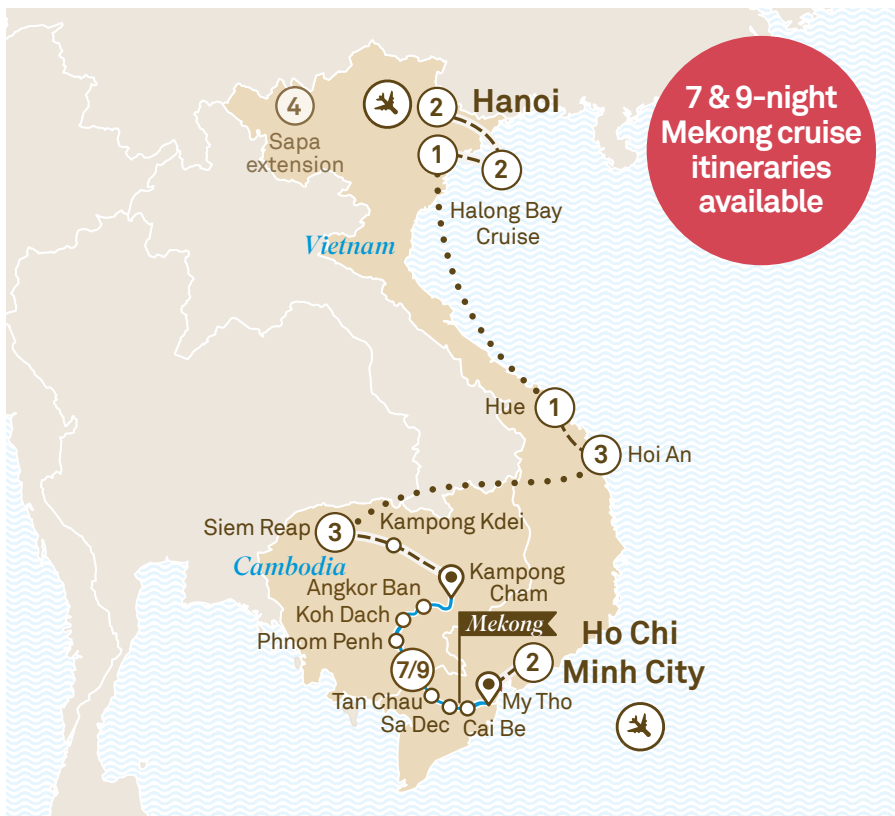 7 & 9-night
Mekong cruise
itineraries
available
4
Sapa
extension
2
Hanoi
1
2
Halong Bay
Cruise
Vietnam
Hue
1
3
Hoi An
Siem Reap
3
Kampong Kdei
Cambodia
Kampong
Cham
Angkor Ban
Koh Dach
Phnom Penh
Mekong
7/9
Ho Chi
Minh City
2
Tan Chau
My Tho
Sa Dec
Cai Be